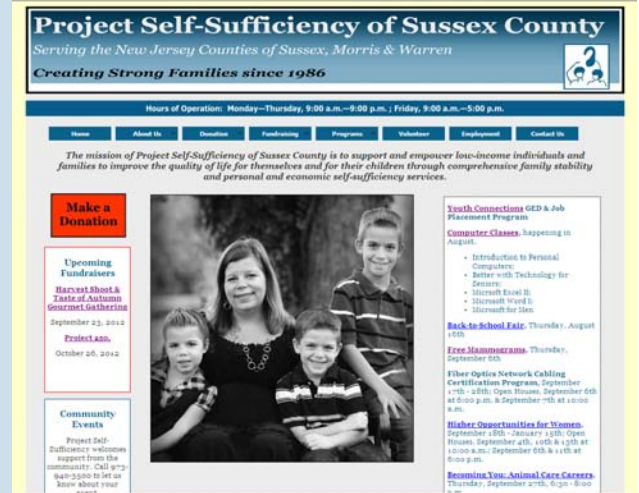 Project Self-Sufficiency of Sussex County
Serving the New Jersey Counties of Sussex, Morris & Warren
Creating Strong Families since 1986
Hours of Operation: Monday—Thursday, 9:00 a.m.—9:00 p.m.; Friday, 9:00 a.m.—5:00 p.m.
Home About Us Donation Fundraising Programs Volunteer Employment Contact Us
The mission of Project Self-Sufficiency of Sussex County is to support and empower low-income individuals and
families to improve the quality of life for themselves and for their children through comprehensive family stability
and personal and economic self-sufficiency services.
Make a
Donation
Upcoming
Fundraisers
Harvest Shoot &
Taste of Autumn
Gourmet Gathering
September 23, 2012
Project 250,
October 26, 2012
Community
Events
Project Self-
Sufficiency welcomes
support from the
community. Call 973-
940-3500 to let us
know about your
Youth Connections GED & Job
Placement Program
Computer Classes, happening in
August.
Introduction to Personal
Computers;
Better with Technology for
Seniors;
Microsoft Excel II;
Microsoft Word I;
Microsoft for Men
Back-to-School Fair, Thursday, August
16th
Free Mammograms, Thursday,
September 6th
Fiber Optics Network Cabling
Certification Program, September
17th - 28th; Open Houses, September 6th
at 6:00 p.m. & September 7th at 10:00
a.m.
Higher Opportunities for Women,
September 18th - January 15th; Open
Houses, September 4th, 10th & 13th at
10:00 a.m.; September 6th & 11th at
6:00 p.m.
Becoming You: Animal Care Careers,
Thursday, September 27th, 6:30 - 8:00